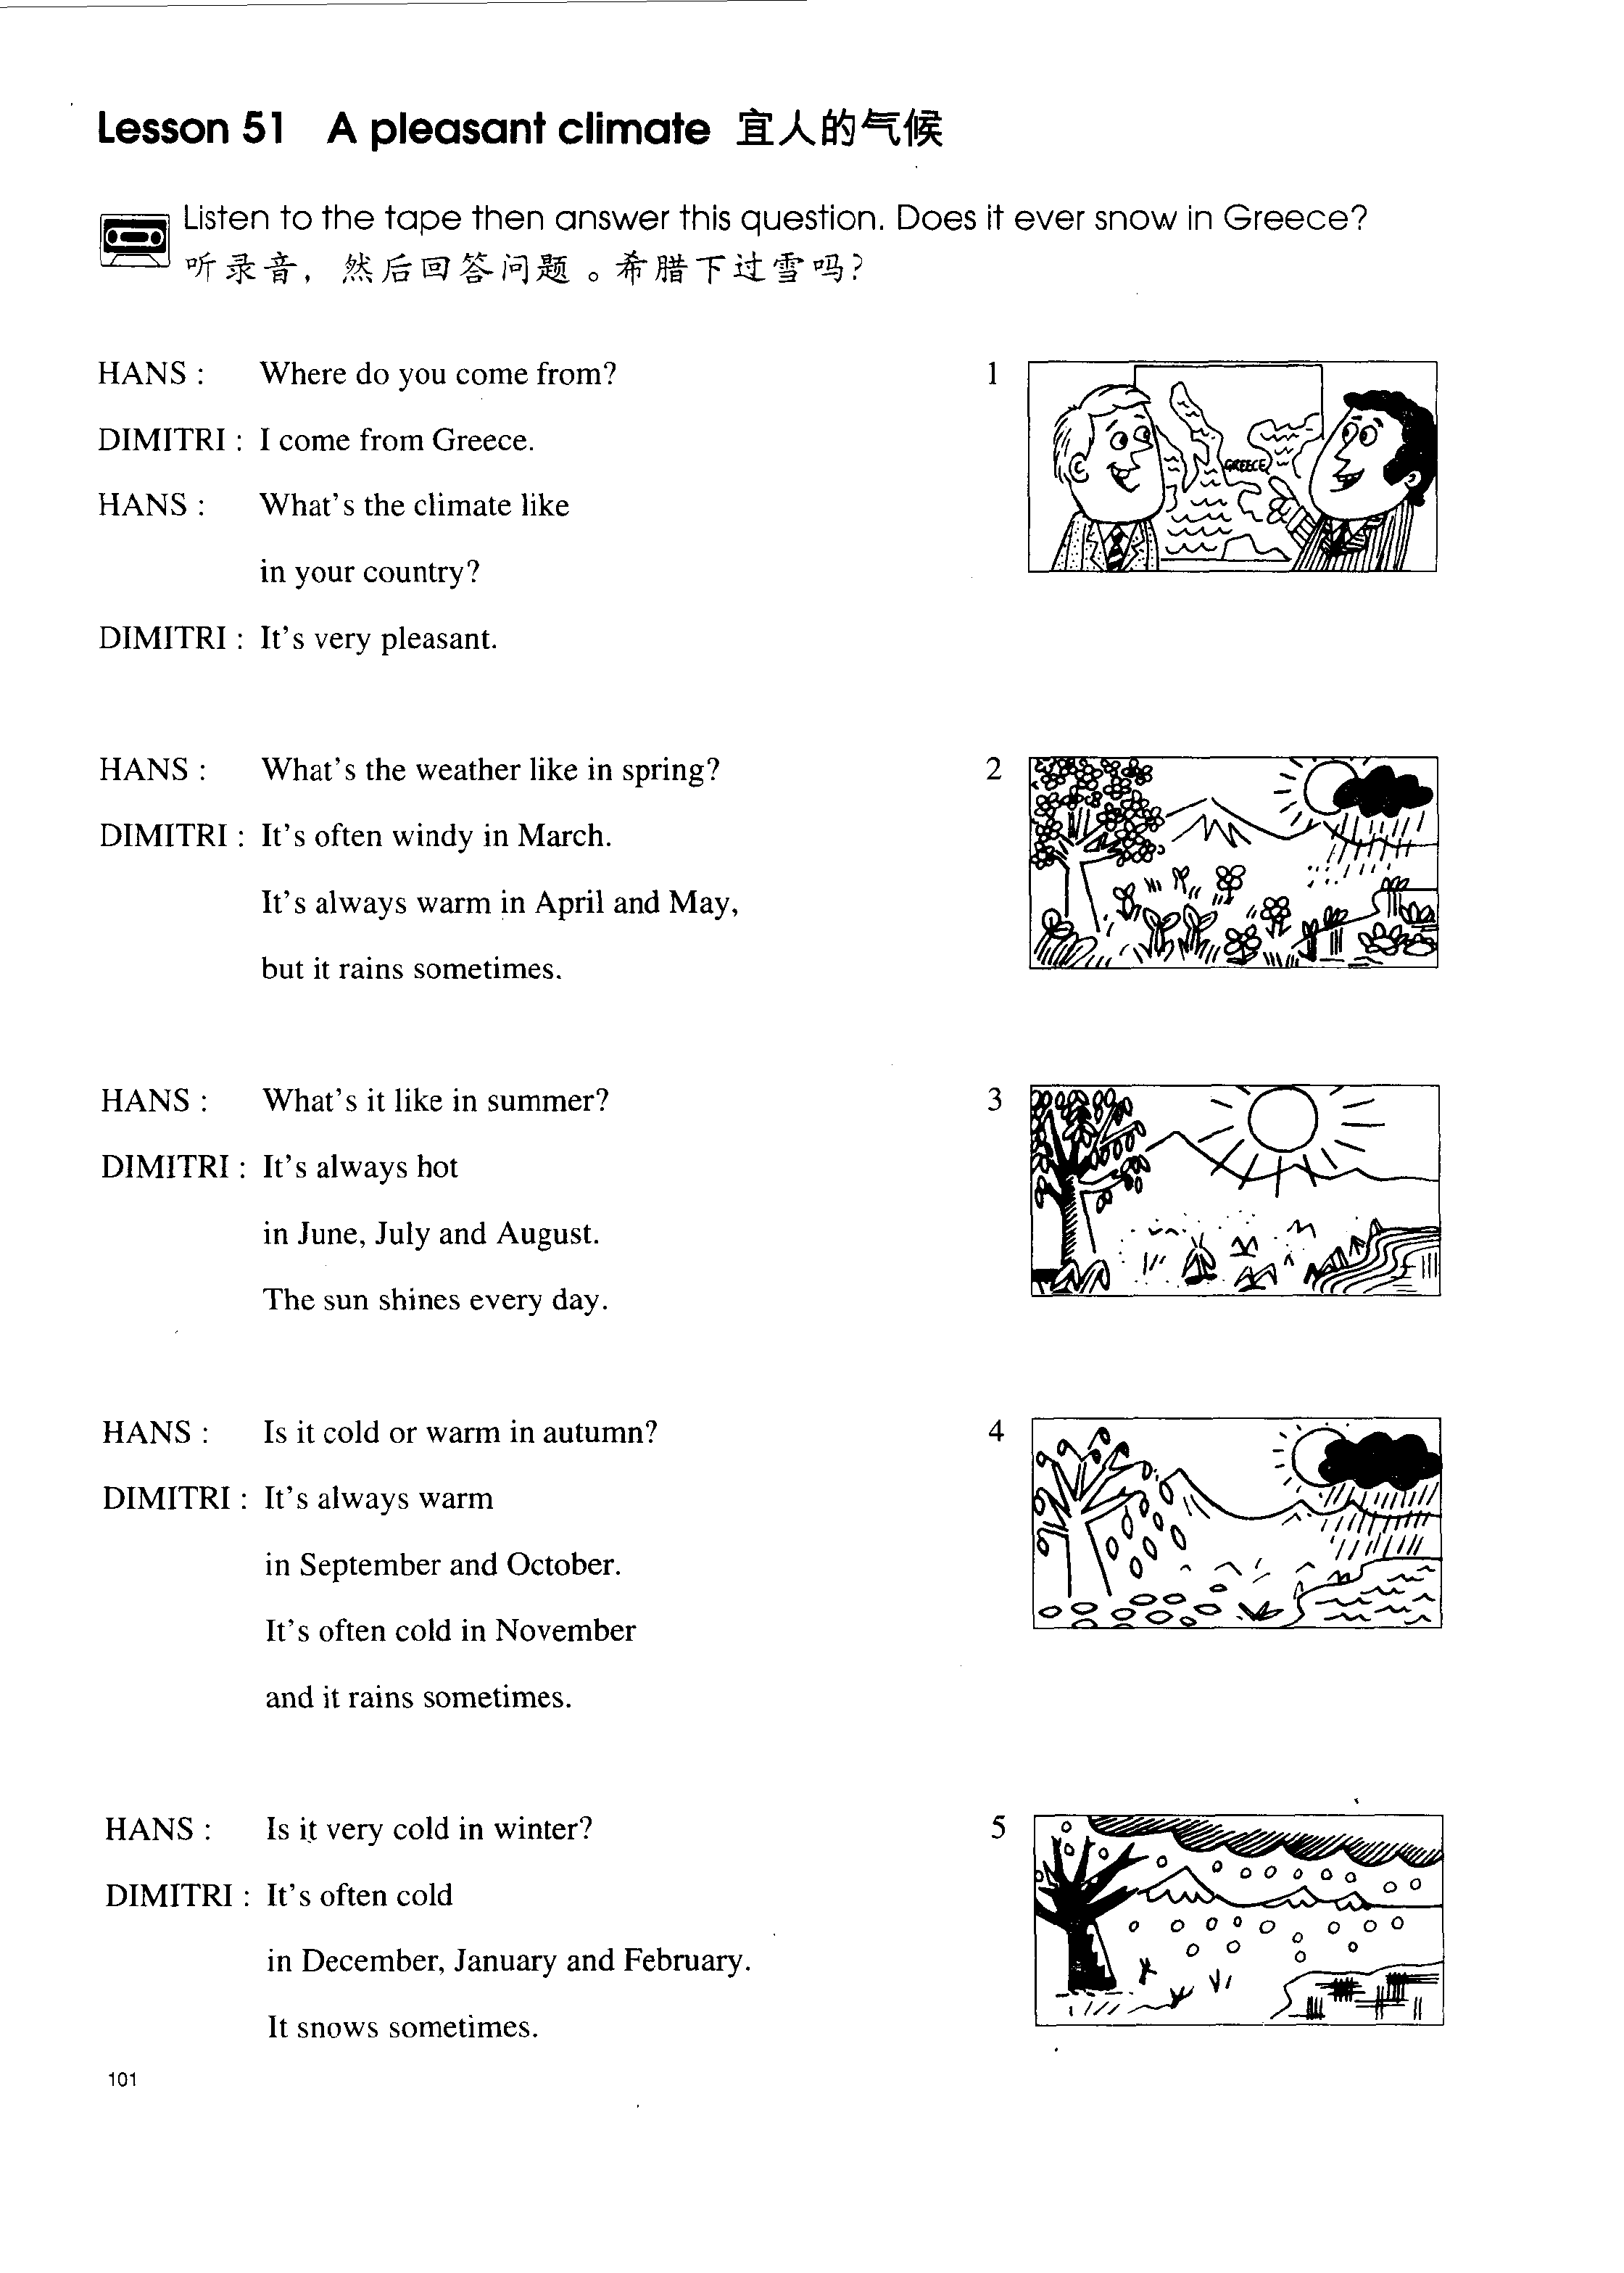 Lesson 51 A pleasant climate 宜人的气候
Listen to the tape then answer this question. Does it ever snow in Greece?
听录音，然后回答问题。希腊下过雪吗?
HANS : Where do you come from?
1
DIMITRI : I come from Greece.
GREECE
HANS : What's the climate like
in your country?
DIMITRI : It's very pleasant.
HANS : What's the weather like in spring?
2
DIMITRI : It's often windy in March.
It's always warm in April and May,
but it rains sometimes.
HANS : What's it like in summer?
3
DIMITRI : It's always hot
in June, July and August.
The sun shines every day.
HANS : Is it cold or warm in autumn?
4
DIMITRI : It's always warm
in September and October.
It's often cold in November
and it rains sometimes.
HANS : Is it very cold in winter?
5
DIMITRI : It's often cold
in December, January and February.
It snows sometimes.
101